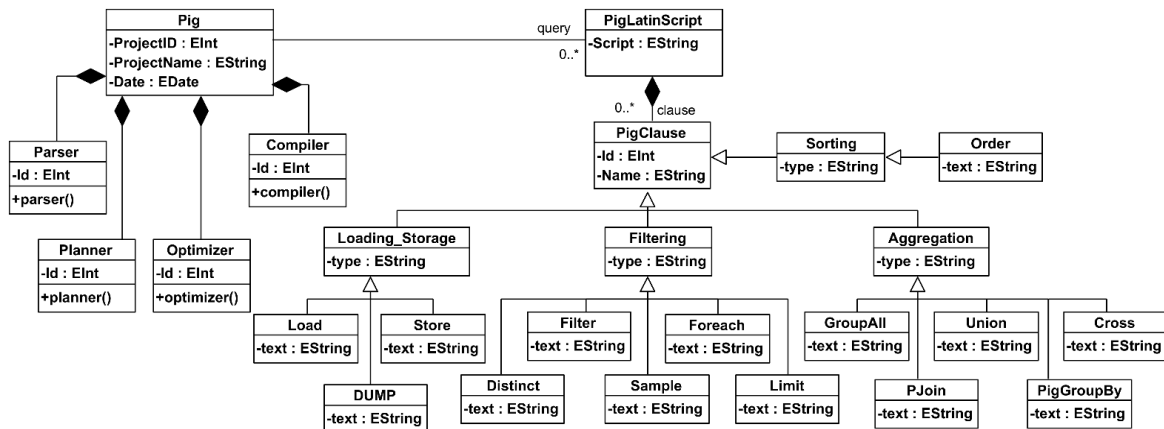 Pig
-ProjectID : EInt
-ProjectName : EString
-Date : EDate
query
0..*
PigLatinScript
-Script : EString
0..*
clause
PigClause
-Id : EInt
-Name : EString
Sorting
-type : EString
Order
-text : EString
Parser
-Id : EInt
+parser()
Compiler
-Id : EInt
+compiler()
Planner
-Id : EInt
+planner()
Optimizer
-Id : EInt
+optimizer()
Loading_Storage
-type : EString
Filtering
-type : EString
Aggregation
-type : EString
Load
-text : EString
Store
-text : EString
DUMP
-text : EString
Filter
-text : EString
Foreach
-text : EString
Distinct
-text : EString
Sample
-text : EString
Limit
-text : EString
GroupAll
-text : EString
Union
-text : EString
Cross
-text : EString
PJoin
-text : EString
PigGroupBy
-text : EString